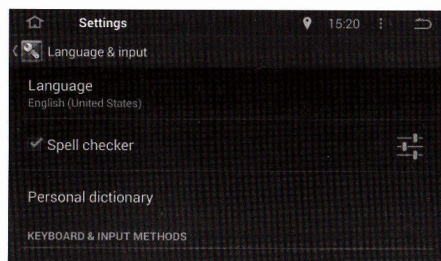 Settings
15:20
Language & input
Language
English (United States)
Spell checker
Personal dictionary
KEYBOARD & INPUT METHODS